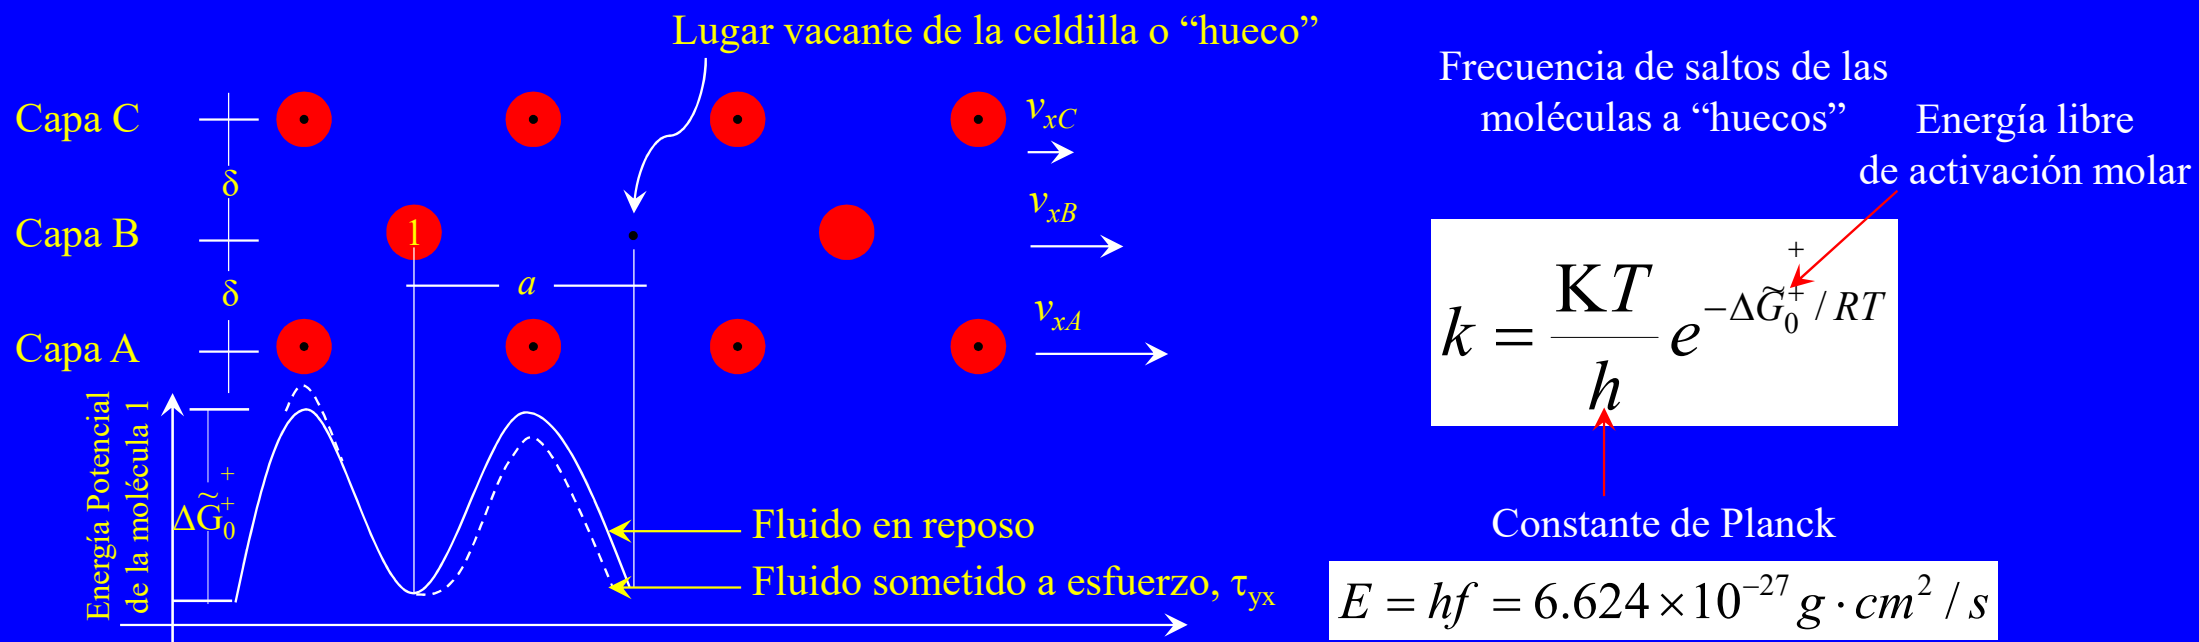 Lugar vacante de la celdilla o “hueco”
Capa C
v_xC
δ
Capa B
1
v_xB
a
δ
Capa A
v_xA
Energía Potencial
de la molécula 1
ΔG̃₀^‡
Fluido en reposo
Fluido sometido a esfuerzo, τ_yx
Frecuencia de saltos de las
moléculas a “huecos”
Energía libre
de activación molar
k = KT/h e^(−ΔG̃₀^‡ / RT)
Constante de Planck
E = hf = 6.624 × 10⁻²⁷ g · cm² / s